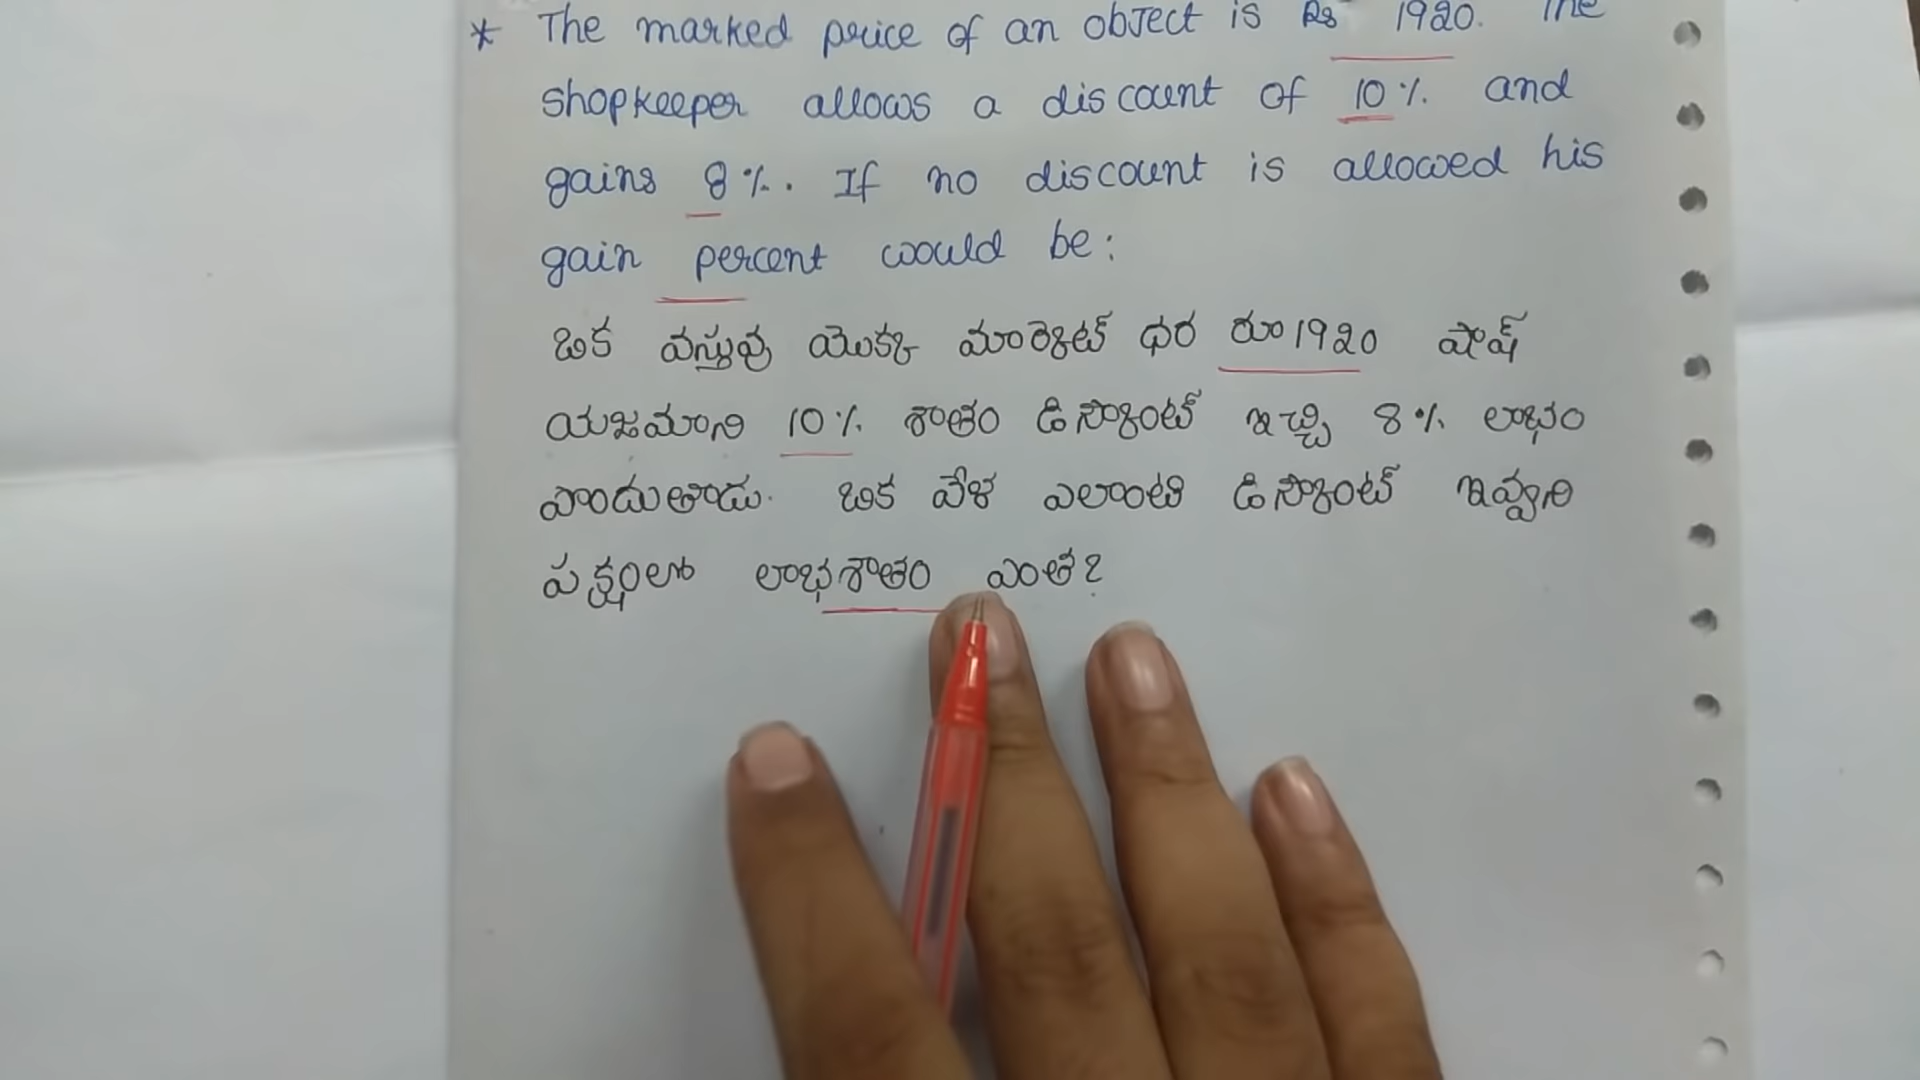 * The marked price of an object is Rs 1920. The
shopkeeper allows a discount of 10%. and
gains 8%. If no discount is allowed his
gain percent would be:
ఒక వస్తువు యొక్క మార్కెట్ ధర రూ 1920 షాప్
యజమాని 10% శాతం డిస్కౌంట్ ఇచ్చి 8% లాభం
పొందుతాడు. ఒక వేళ ఎలాంటి డిస్కౌంట్ ఇవ్వని
పక్షంలో లాభశాతం ఎంత?